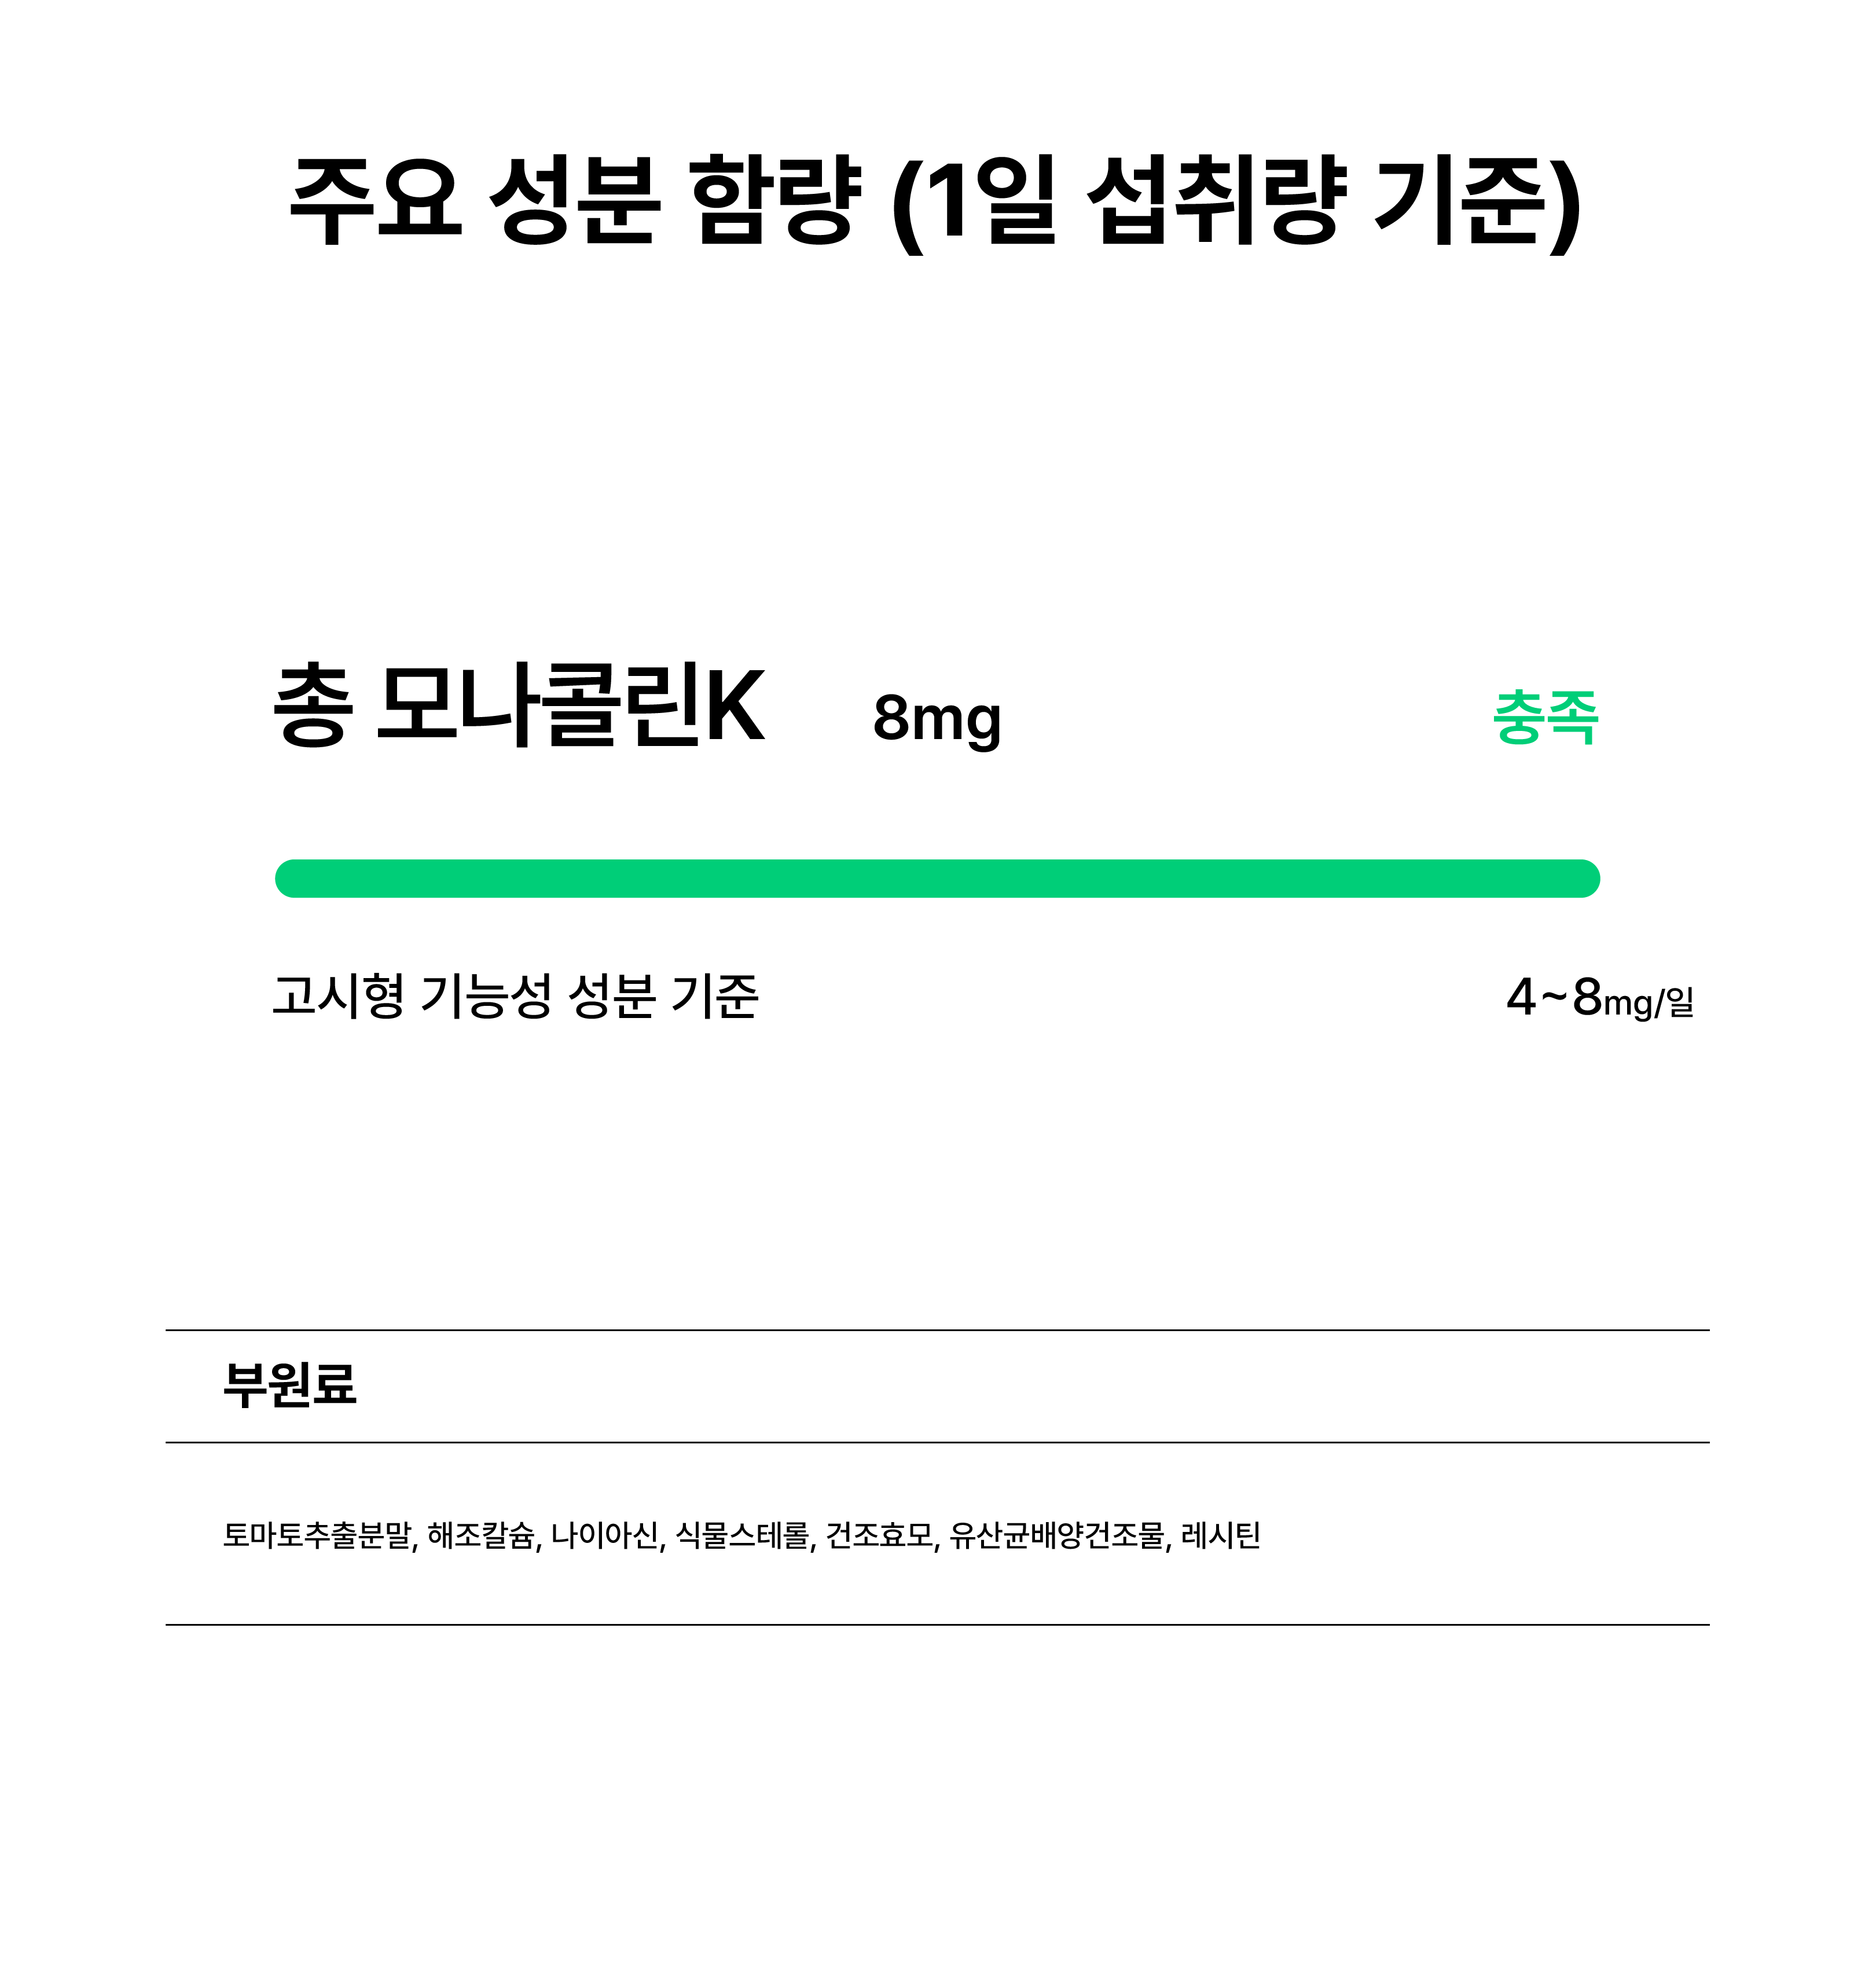 주요 성분 함량 (1일 섭취량 기준)
총 모나콜린K 8mg 충족
고시형 기능성 성분 기준 4~8mg/일
부원료
토마토추출분말, 해조칼슘, 나이아신, 식물스테롤, 건조효모, 유산균배양건조물, 레시틴